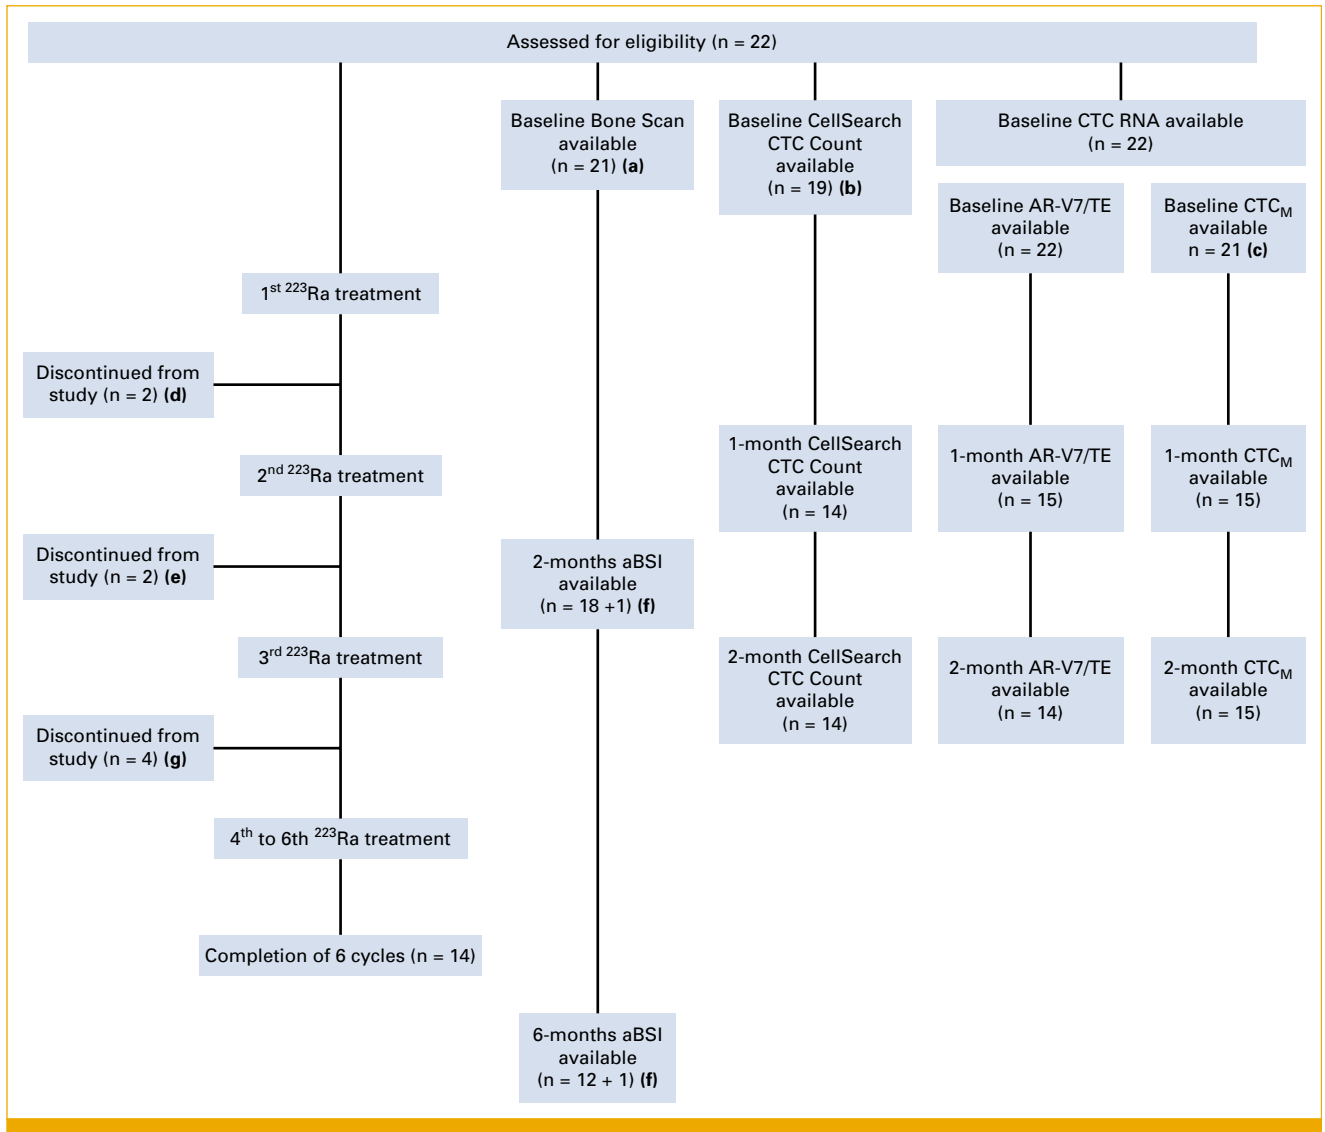 Assessed for eligibility (n = 22)
Baseline Bone Scan
available
(n = 21) (a)
Baseline CellSearch
CTC Count
available
(n = 19) (b)
Baseline CTC RNA available
(n = 22)
Baseline AR-V7/TE
available
(n = 22)
Baseline CTCM
available
n = 21 (c)
1st 223Ra treatment
Discontinued from
study (n = 2) (d)
2nd 223Ra treatment
1-month CellSearch
CTC Count
available
(n = 14)
1-month AR-V7/TE
available
(n = 15)
1-month CTCM
available
(n = 15)
Discontinued from
study (n = 2) (e)
2-months aBSI
available
(n = 18 +1) (f)
3rd 223Ra treatment
2-month CellSearch
CTC Count
available
(n = 14)
2-month AR-V7/TE
available
(n = 14)
2-month CTCM
available
(n = 15)
Discontinued from
study (n = 4) (g)
4th to 6th 223Ra treatment
Completion of 6 cycles (n = 14)
6-months aBSI
available
(n = 12 + 1) (f)